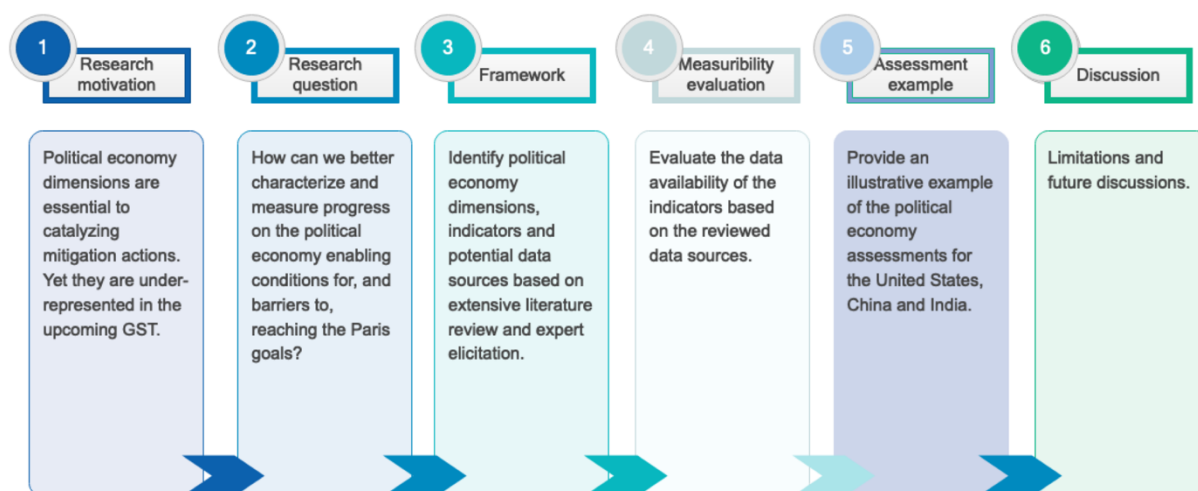 1
Research
motivation
2
Research
question
3
Framework
4
Measuribility
evaluation
5
Assessment
example
6
Discussion
Political economy
dimensions are
essential to
catalyzing
mitigation actions.
Yet they are under-
represented in the
upcoming GST.
How can we better
characterize and
measure progress
on the political
economy enabling
conditions for, and
barriers to,
reaching the Paris
goals?
Identify political
economy
dimensions,
indicators and
potential data
sources based on
extensive literature
review and expert
elicitation.
Evaluate the data
availability of the
indicators based
on the reviewed
data sources.
Provide an
illustrative example
of the political
economy
assessments for
the United States,
China and India.
Limitations and
future discussions.